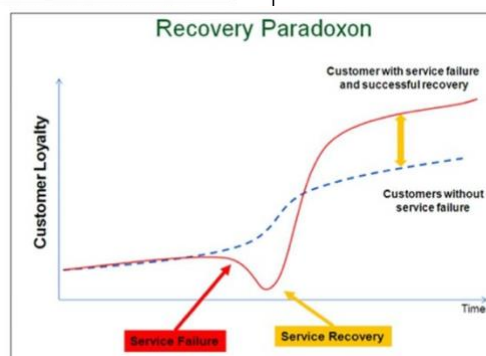 Recovery Paradoxon
Customer with service failure
and successful recovery
Customer Loyalty
Customers without
service failure
Time
Service Failure
Service Recovery